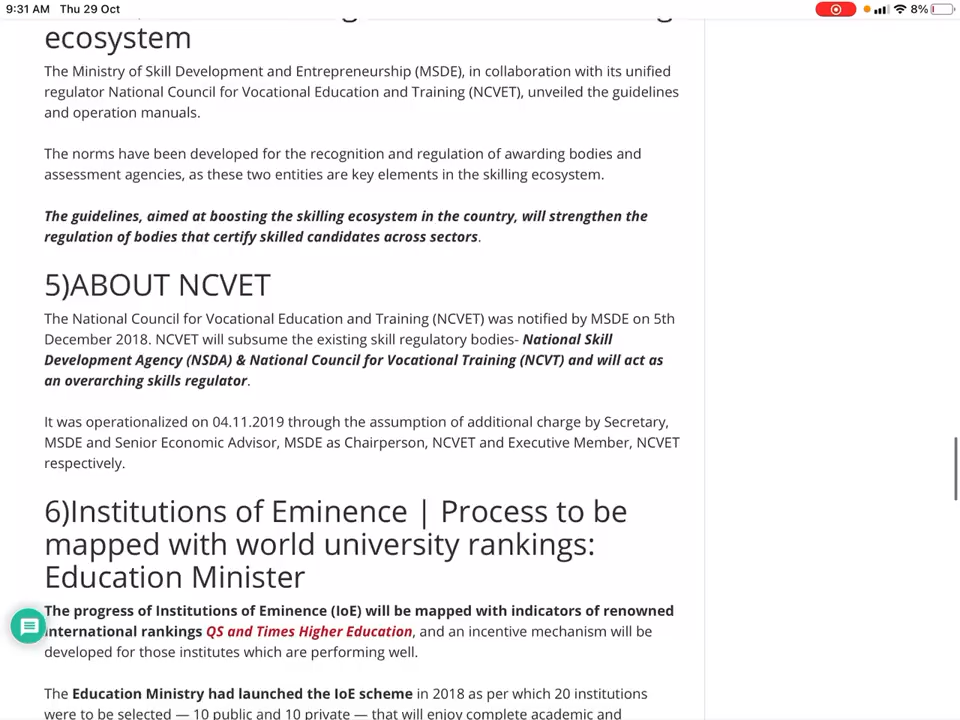 9:31 AM Thu 29 Oct
8%
ecosystem
The Ministry of Skill Development and Entrepreneurship (MSDE), in collaboration with its unified
regulator National Council for Vocational Education and Training (NCVET), unveiled the guidelines
and operation manuals.
The norms have been developed for the recognition and regulation of awarding bodies and
assessment agencies, as these two entities are key elements in the skilling ecosystem.
The guidelines, aimed at boosting the skilling ecosystem in the country, will strengthen the
regulation of bodies that certify skilled candidates across sectors.
5)ABOUT NCVET
The National Council for Vocational Education and Training (NCVET) was notified by MSDE on 5th
December 2018. NCVET will subsume the existing skill regulatory bodies- National Skill
Development Agency (NSDA) & National Council for Vocational Training (NCVT) and will act as
an overarching skills regulator.
It was operationalized on 04.11.2019 through the assumption of additional charge by Secretary,
MSDE and Senior Economic Advisor, MSDE as Chairperson, NCVET and Executive Member, NCVET
respectively.
6)Institutions of Eminence | Process to be
mapped with world university rankings:
Education Minister
The progress of Institutions of Eminence (IoE) will be mapped with indicators of renowned
international rankings QS and Times Higher Education, and an incentive mechanism will be
developed for those institutes which are performing well.
The Education Ministry had launched the IoE scheme in 2018 as per which 20 institutions
were to be selected — 10 public and 10 private — that will enjoy complete academic and